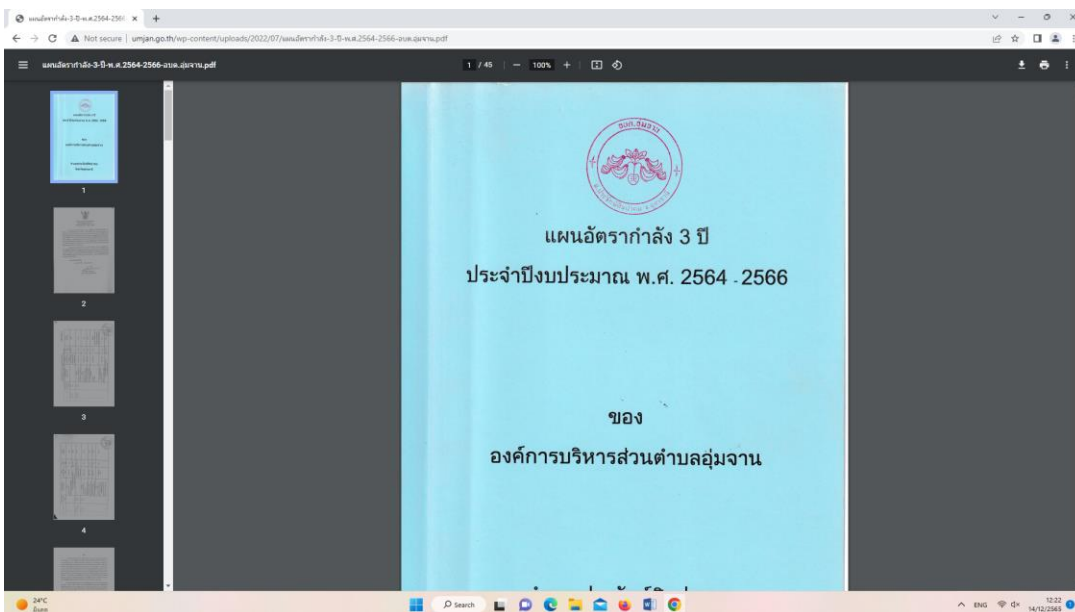 แผนอัตรากำลัง-3-ปี-พ.ศ.2564-256
Not secure | umjan.go.th/wp-content/uploads/2022/07/แผนอัตรากำลัง-3-ปี-พ.ศ.2564-2566-อบต.อุ่มจาน.pdf
แผนอัตรากำลัง-3-ปี-พ.ศ.2564-2566-อบต.อุ่มจาน.pdf
1 / 45
100%
อบต.อุ่มจาน
แผนอัตรากำลัง 3 ปี
ประจำปีงบประมาณ พ.ศ. 2564 - 2566
ของ
องค์การบริหารส่วนตำบลอุ่มจาน
1
2
3
4
24°C
Search
ENG
12:22
14/12/2565